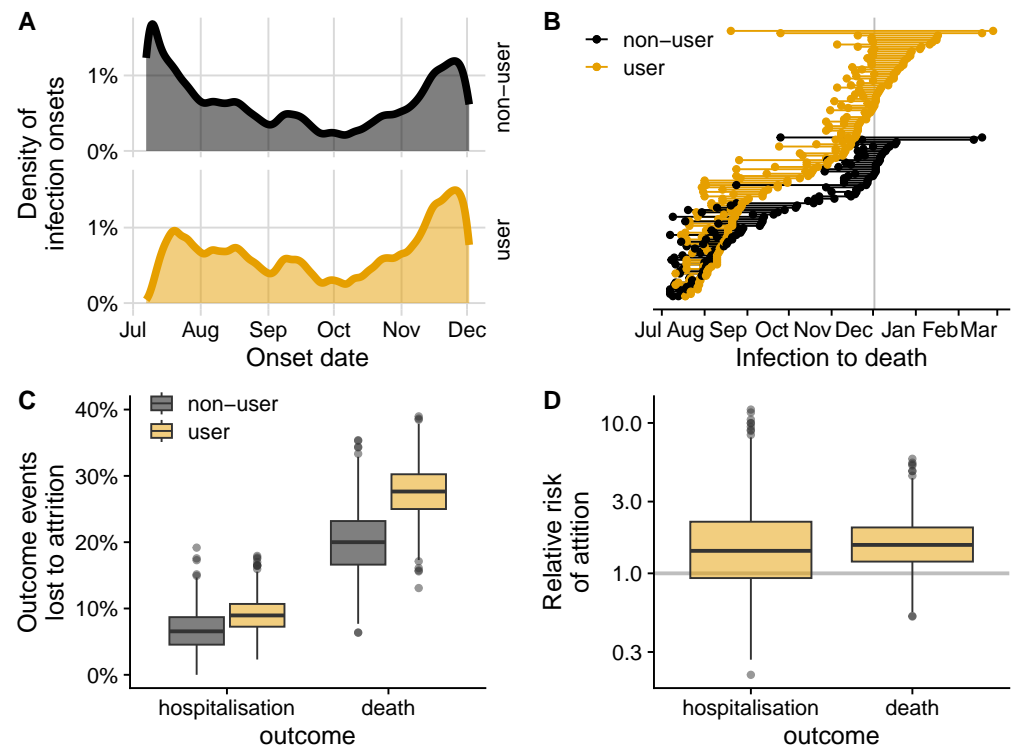 A
Density of
infection onsets
1%
0%
non−user
1%
0%
user
Jul Aug Sep Oct Nov Dec
Onset date
B
non−user
user
Jul Aug Sep Oct Nov Dec Jan Feb Mar
Infection to death
C
non−user
user
Outcome events
lost to attrition
40%
30%
20%
10%
0%
hospitalisation death
outcome
D
Relative risk
of attition
10.0
3.0
1.0
0.3
hospitalisation death
outcome